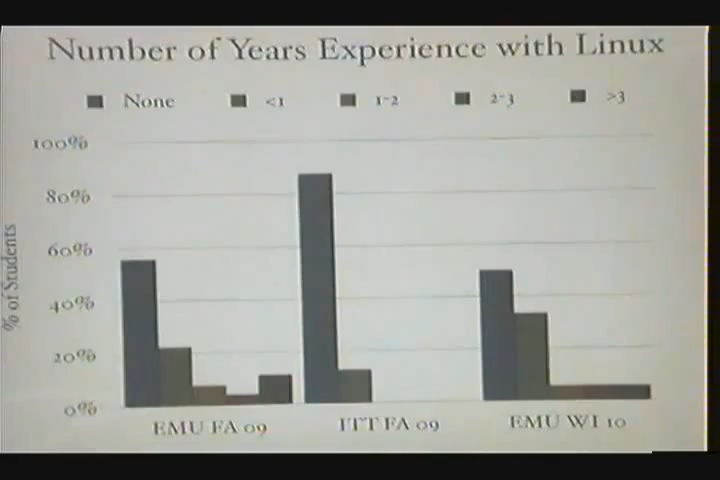 Number of Years Experience with Linux
None <1 1-2 2-3 >3
100%
80%
60%
40%
20%
0%
% of Students
EMU FA 09 ITT FA 09 EMU WI 10